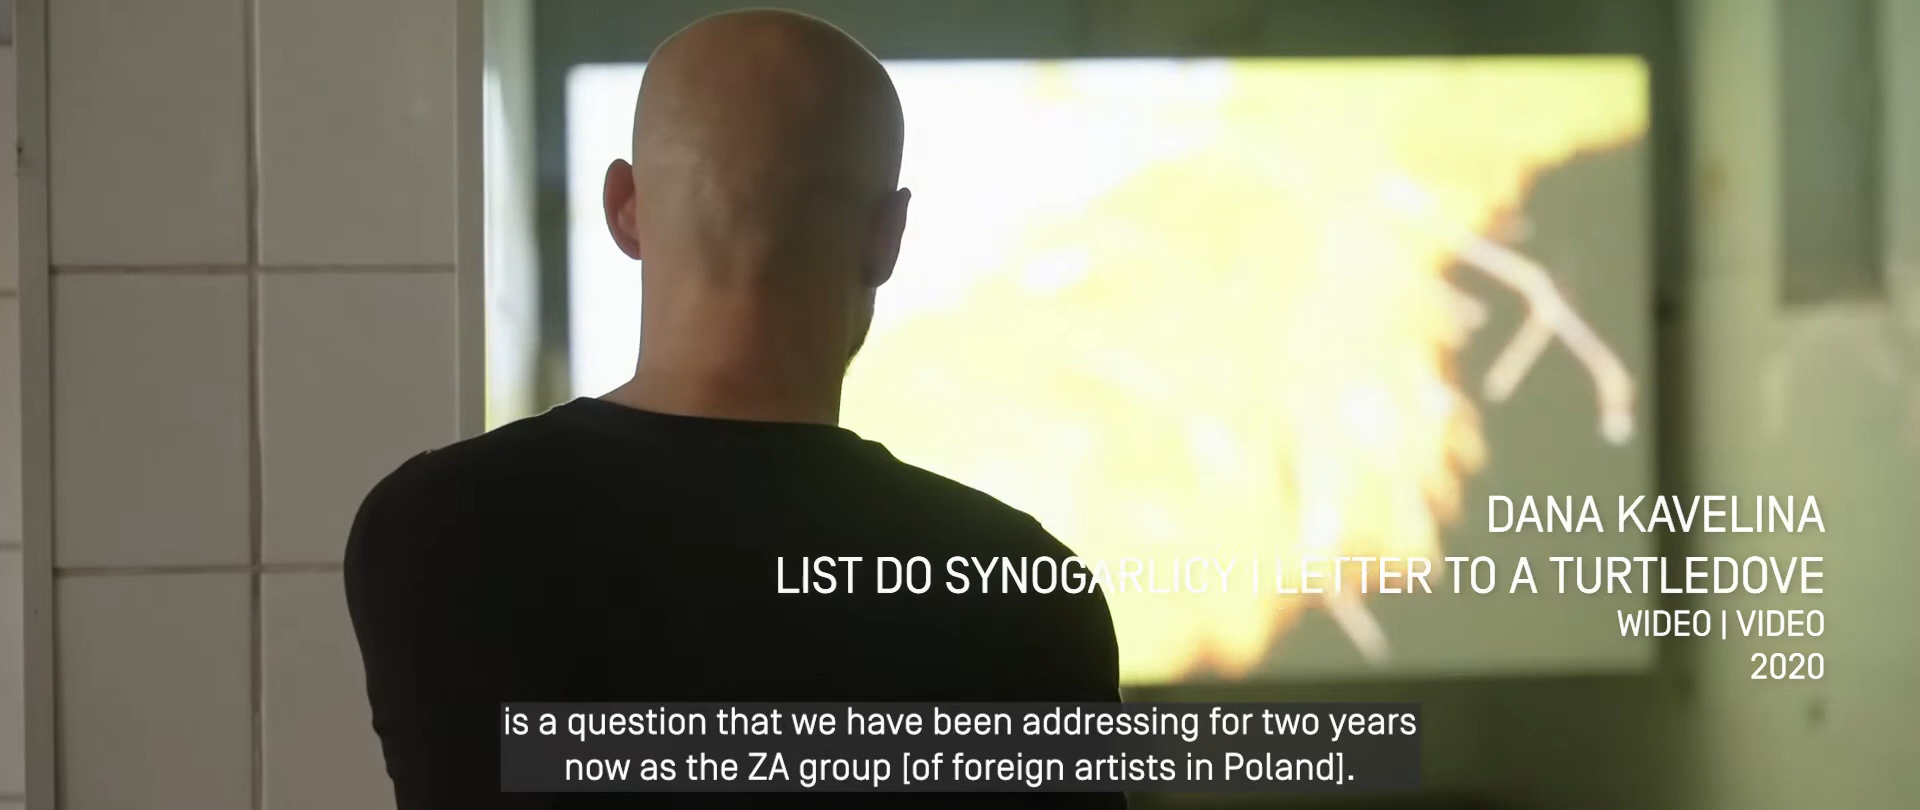 DANA KAVELINA
LIST DO SYNOGARLICY | LETTER TO A TURTLEDOVE
WIDEO | VIDEO
2020
is a question that we have been addressing for two years
now as the ZA group [of foreign artists in Poland].